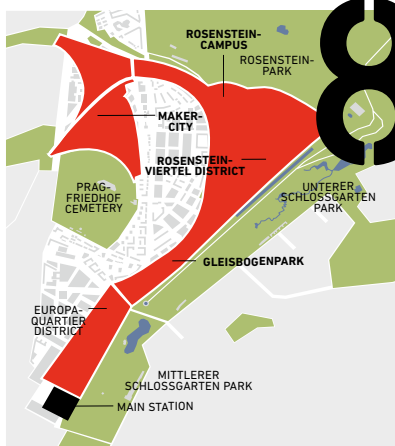 ROSENSTEIN-
CAMPUS
ROSENSTEIN-
PARK
MAKER-
CITY
ROSENSTEIN-
VIERTEL DISTRICT
PRAG-
FRIEDHOF
CEMETERY
UNTERER
SCHLOSSGARTEN
PARK
GLEISBOGENPARK
EUROPA-
QUARTIER
DISTRICT
MITTLERER
SCHLOSSGARTEN PARK
MAIN STATION